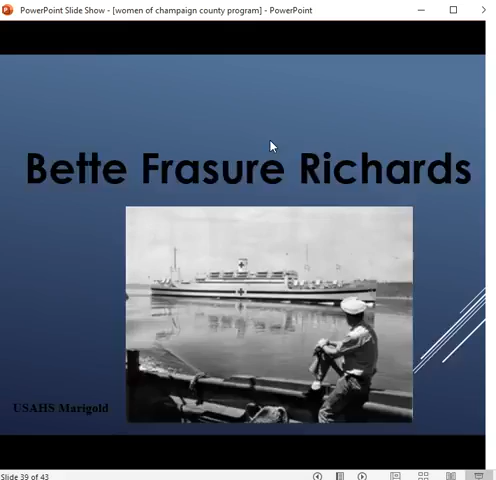 PowerPoint Slide Show - [women of champaign county program] - PowerPoint
Bette Frasure Richards
USAHS Marigold
Slide 39 of 43